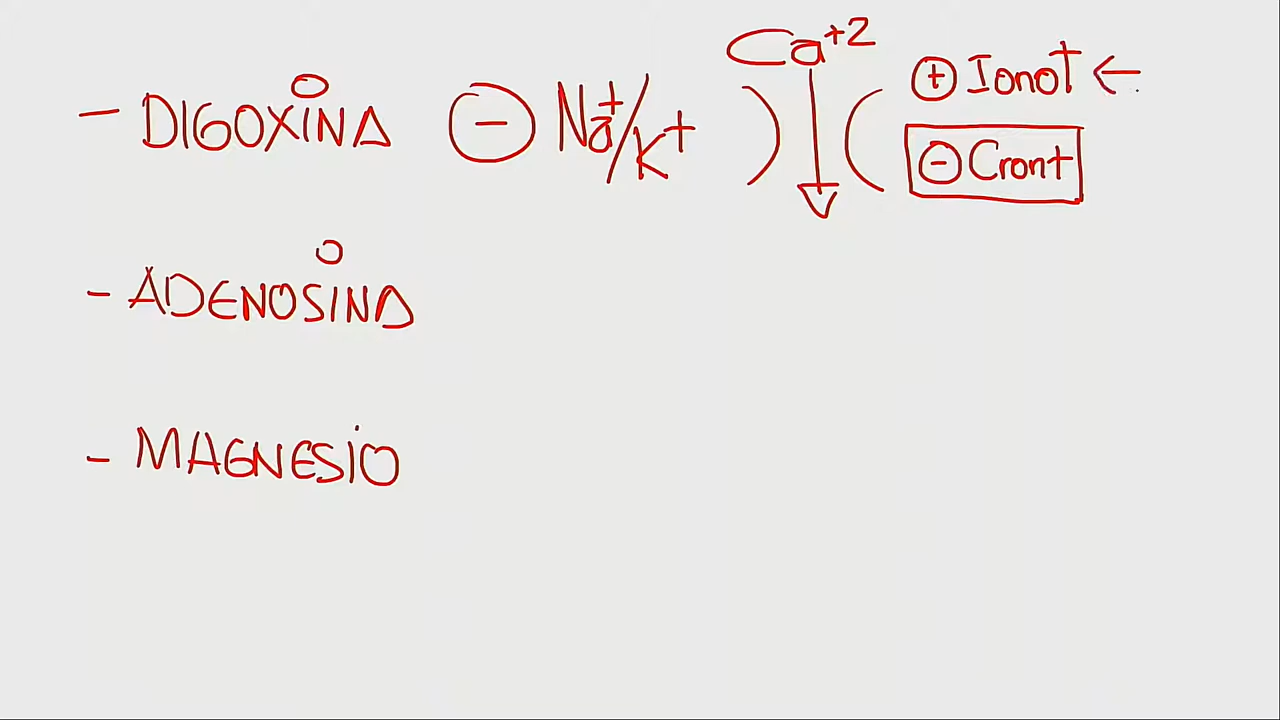 Ca+2
- DIGOXINA ⊖ Na+/K+ ⊕ Ionot ←
⊖ Cront
- ADENOSINA
- MAGNESIO